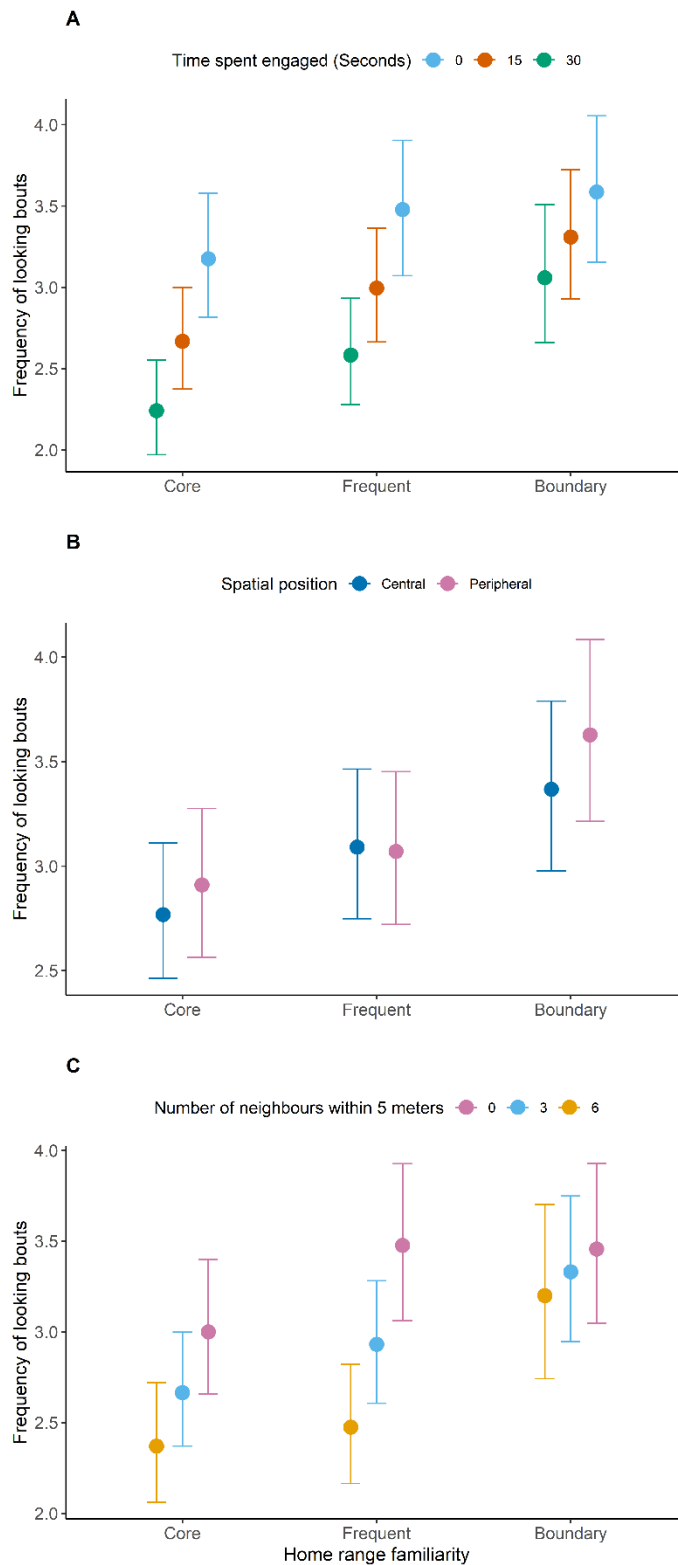 A
Time spent engaged (Seconds) 0 15 30
Frequency of looking bouts
4.0
3.5
3.0
2.5
2.0
Core Frequent Boundary
B
Spatial position Central Peripheral
Frequency of looking bouts
4.0
3.5
3.0
2.5
Core Frequent Boundary
C
Number of neighbours within 5 meters 0 3 6
Frequency of looking bouts
4.0
3.5
3.0
2.5
2.0
Core Frequent Boundary
Home range familiarity